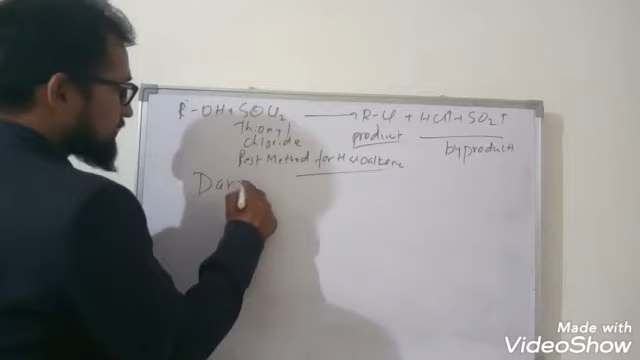 R-OH + SOCl2 → R-Cl + HCl↑ + SO2↑
Thionyl
chloride
product
byproduct
Best Method for Haloalkane
Dar
Made with
VideoShow